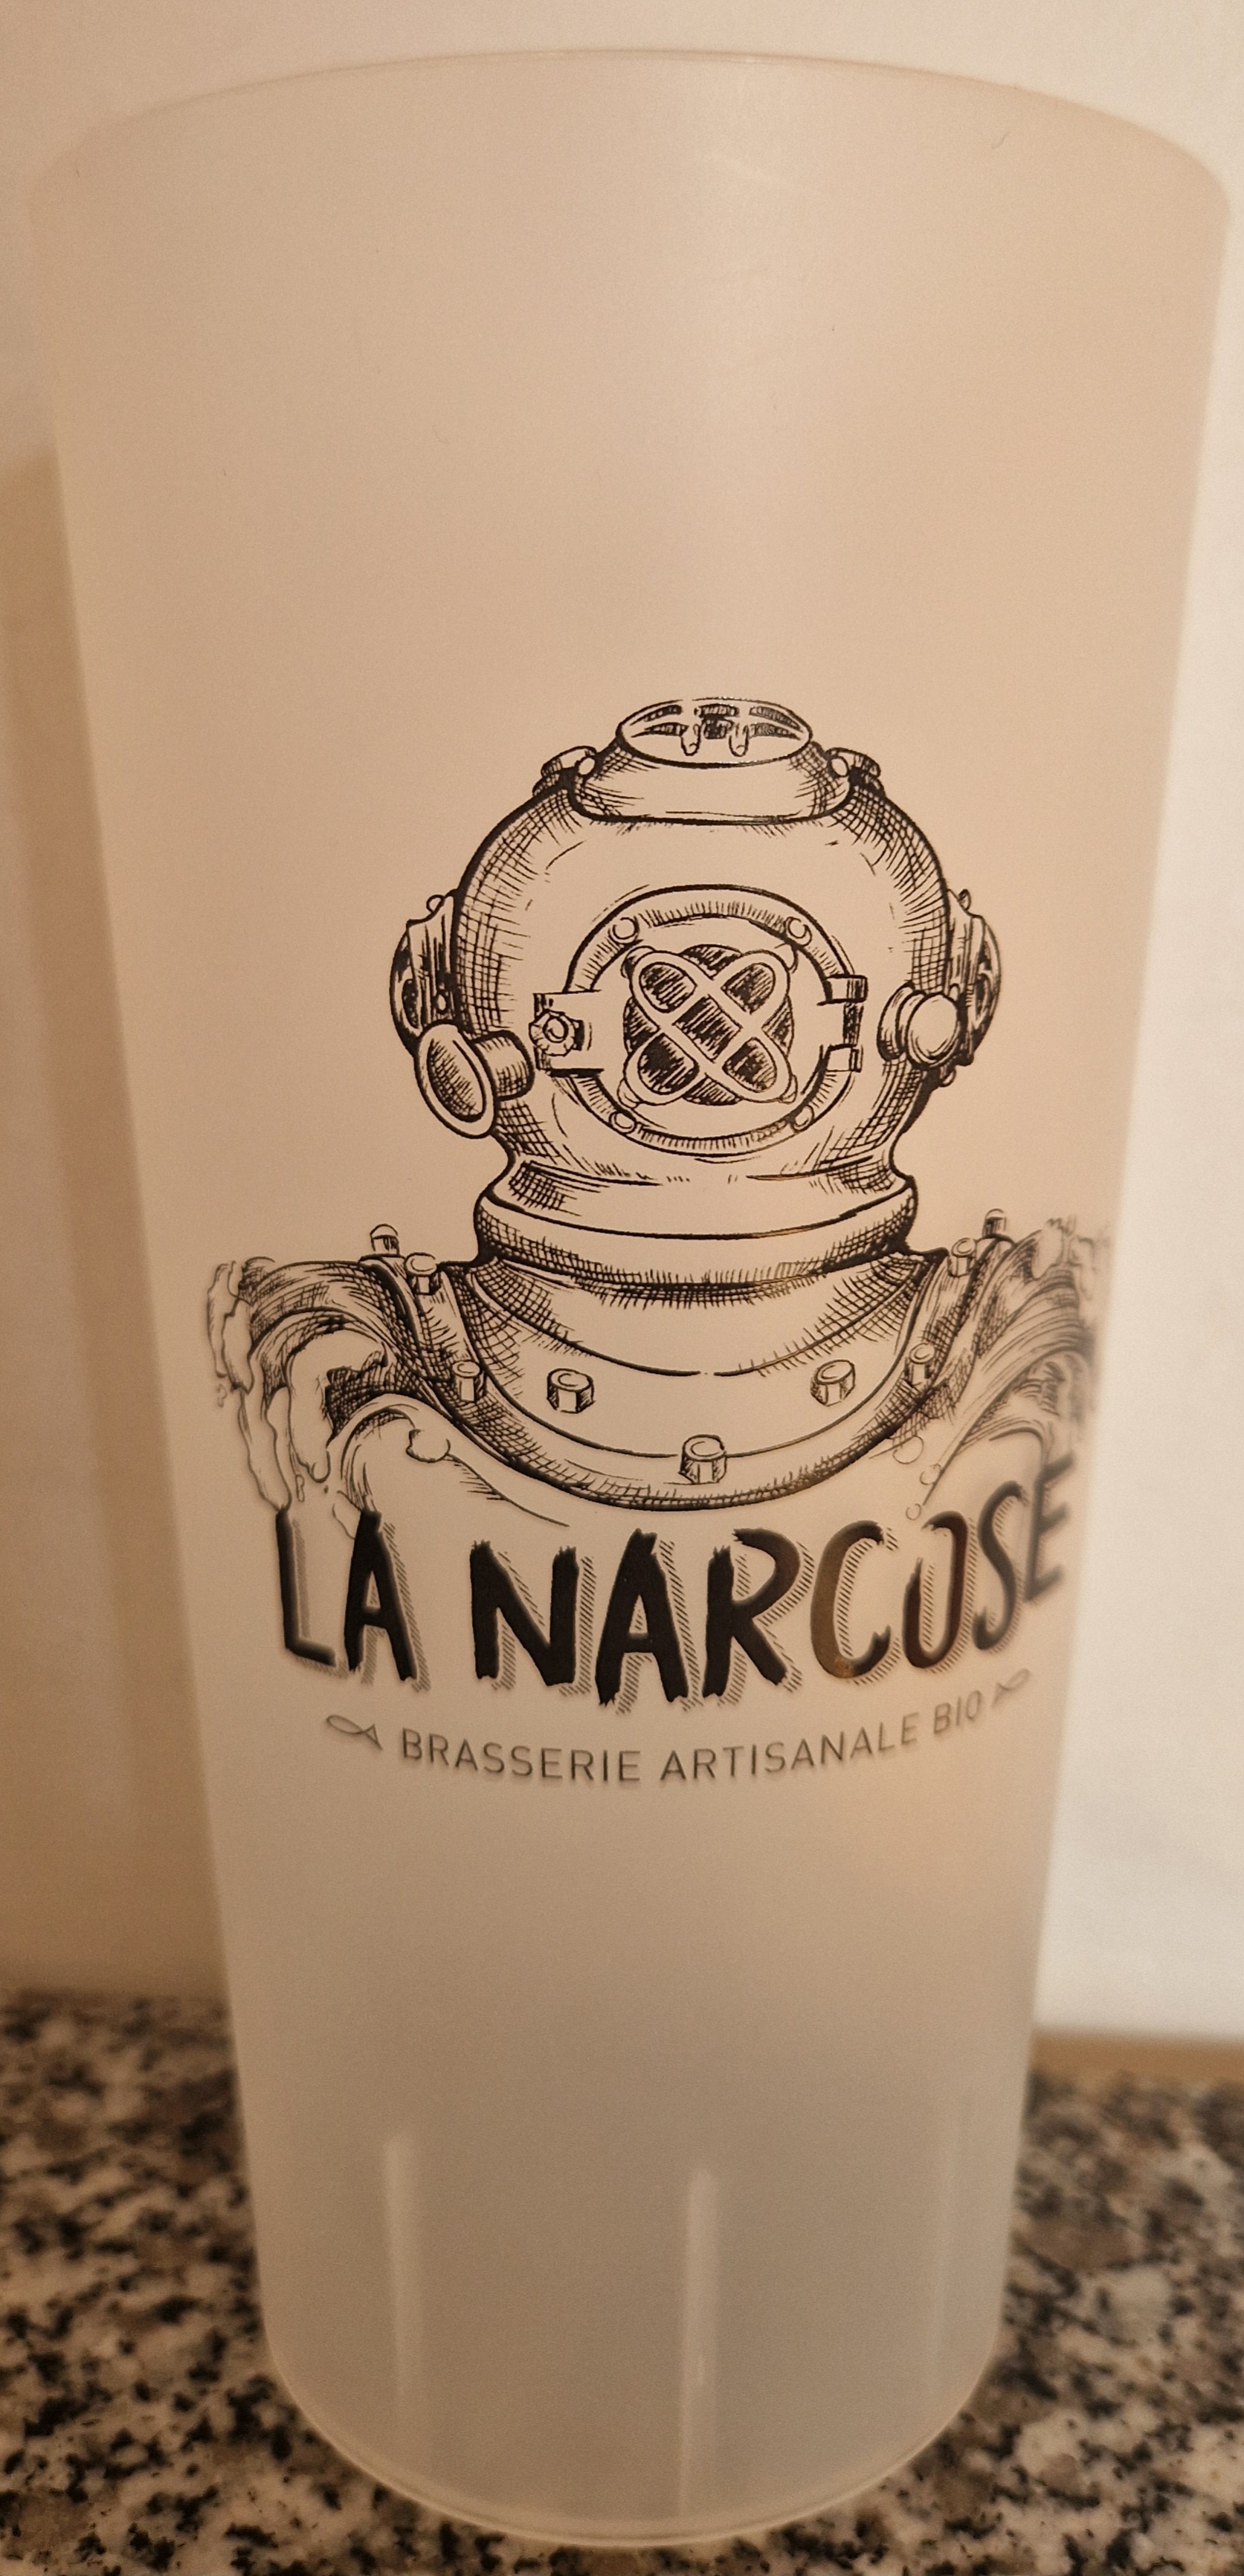 LA NARCOSE
BRASSERIE ARTISANALE BIO